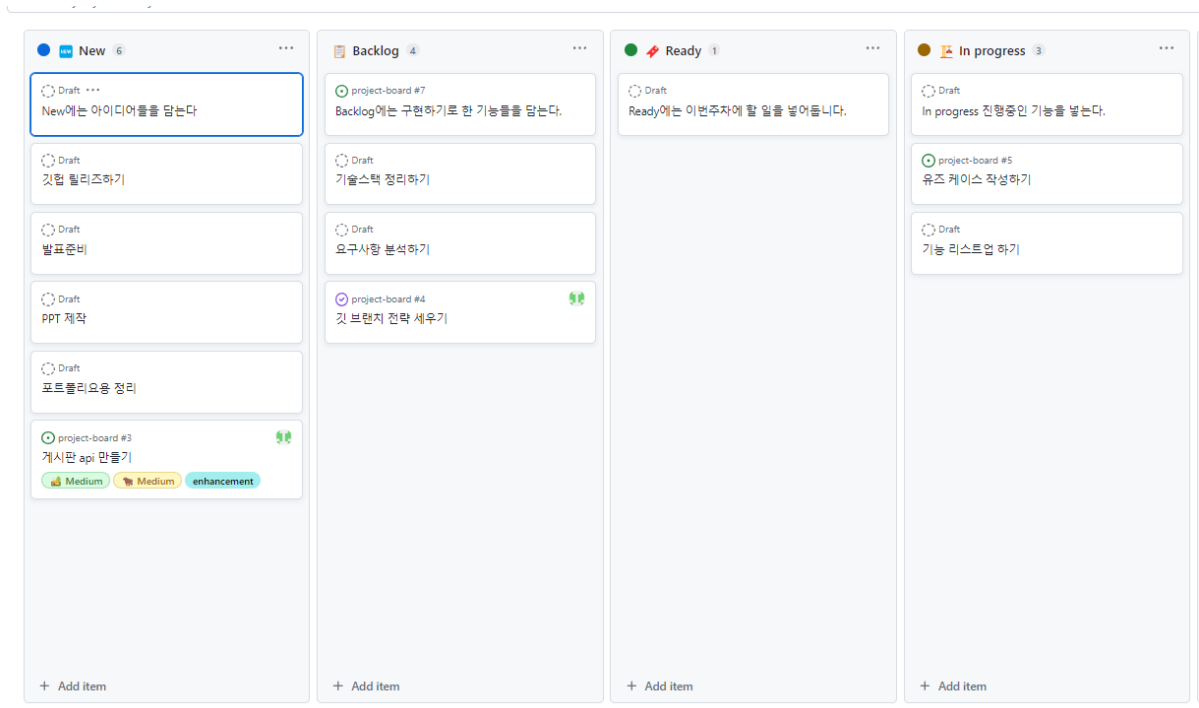 New 6
Draft
New에는 아이디어들을 담는다
Draft
깃헙 릴리즈하기
Draft
발표준비
Draft
PPT 제작
Draft
포트폴리요용 정리
project-board #3
게시판 api 만들기
Medium Medium enhancement
+ Add item
Backlog 4
project-board #7
Backlog에는 구현하기로 한 기능들을 담는다.
Draft
기술스택 정리하기
Draft
요구사항 분석하기
project-board #4
깃 브랜치 전략 세우기
+ Add item
Ready 1
Draft
Ready에는 이번주차에 할 일을 넣어둡니다.
+ Add item
In progress 3
Draft
In progress 진행중인 기능을 넣는다.
project-board #5
유즈 케이스 작성하기
Draft
기능 리스트업 하기
+ Add item